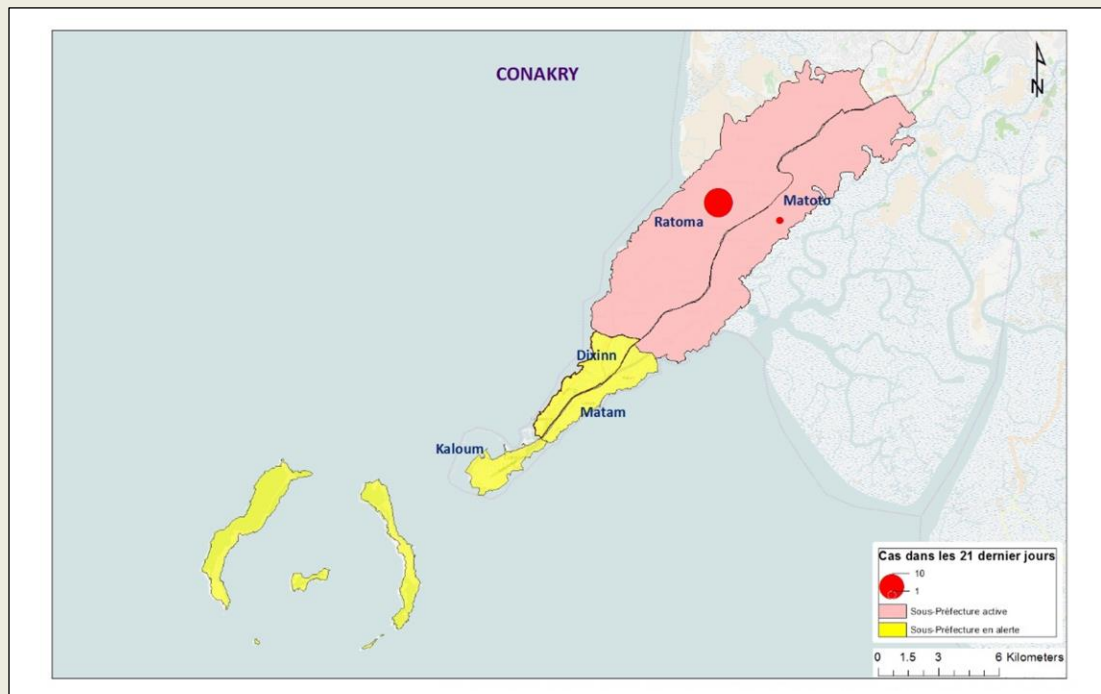 CONAKRY
N
Ratoma
Matoto
Dixinn
Matam
Kaloum
Cas dans les 21 dernier jours
10
1
Sous-Préfecture active
Sous-Préfecture en alerte
0 1.5 3 6 Kilometers